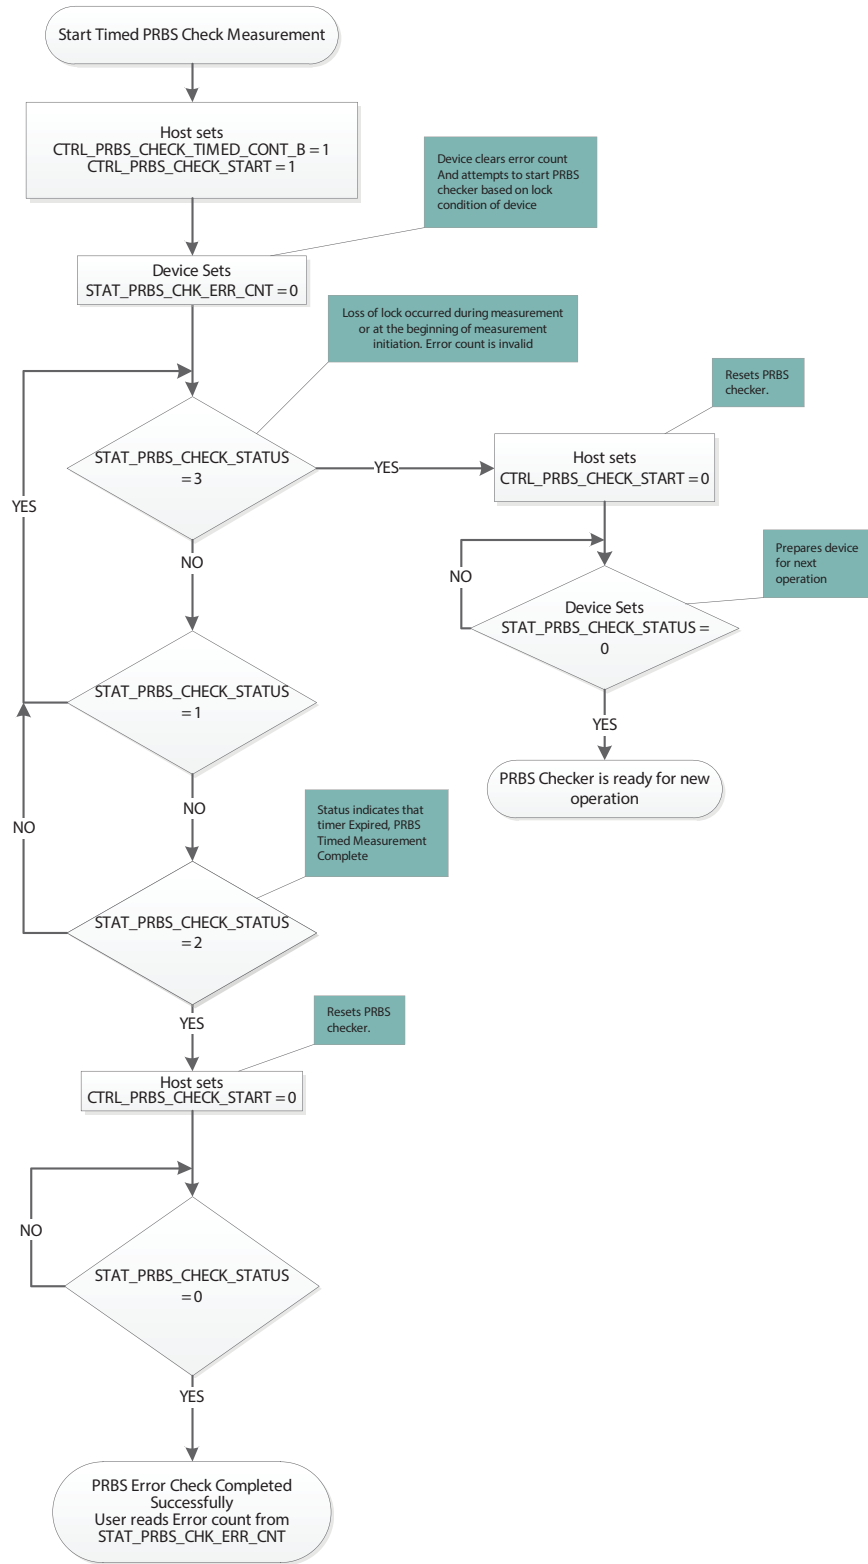 Start Timed PRBS Check Measurement
Host sets
CTRL_PRBS_CHECK_TIMED_CONT_B = 1
CTRL_PRBS_CHECK_START = 1
Device clears error count
And attempts to start PRBS
checker based on lock
condition of device
Device Sets
STAT_PRBS_CHK_ERR_CNT = 0
Loss of lock occurred during measurement
or at the beginning of measurement
initiation. Error count is invalid
Resets PRBS
checker.
STAT_PRBS_CHECK_STATUS
= 3
YES
Host sets
CTRL_PRBS_CHECK_START = 0
YES
NO
Prepares device
for next
operation
NO
Device Sets
STAT_PRBS_CHECK_STATUS =
0
STAT_PRBS_CHECK_STATUS
= 1
YES
PRBS Checker is ready for new
operation
NO
NO
Status indicates that
timer Expired, PRBS
Timed Measurement
Complete
STAT_PRBS_CHECK_STATUS
= 2
YES
Resets PRBS
checker.
Host sets
CTRL_PRBS_CHECK_START = 0
NO
STAT_PRBS_CHECK_STATUS
= 0
YES
PRBS Error Check Completed
Successfully
User reads Error count from
STAT_PRBS_CHK_ERR_CNT